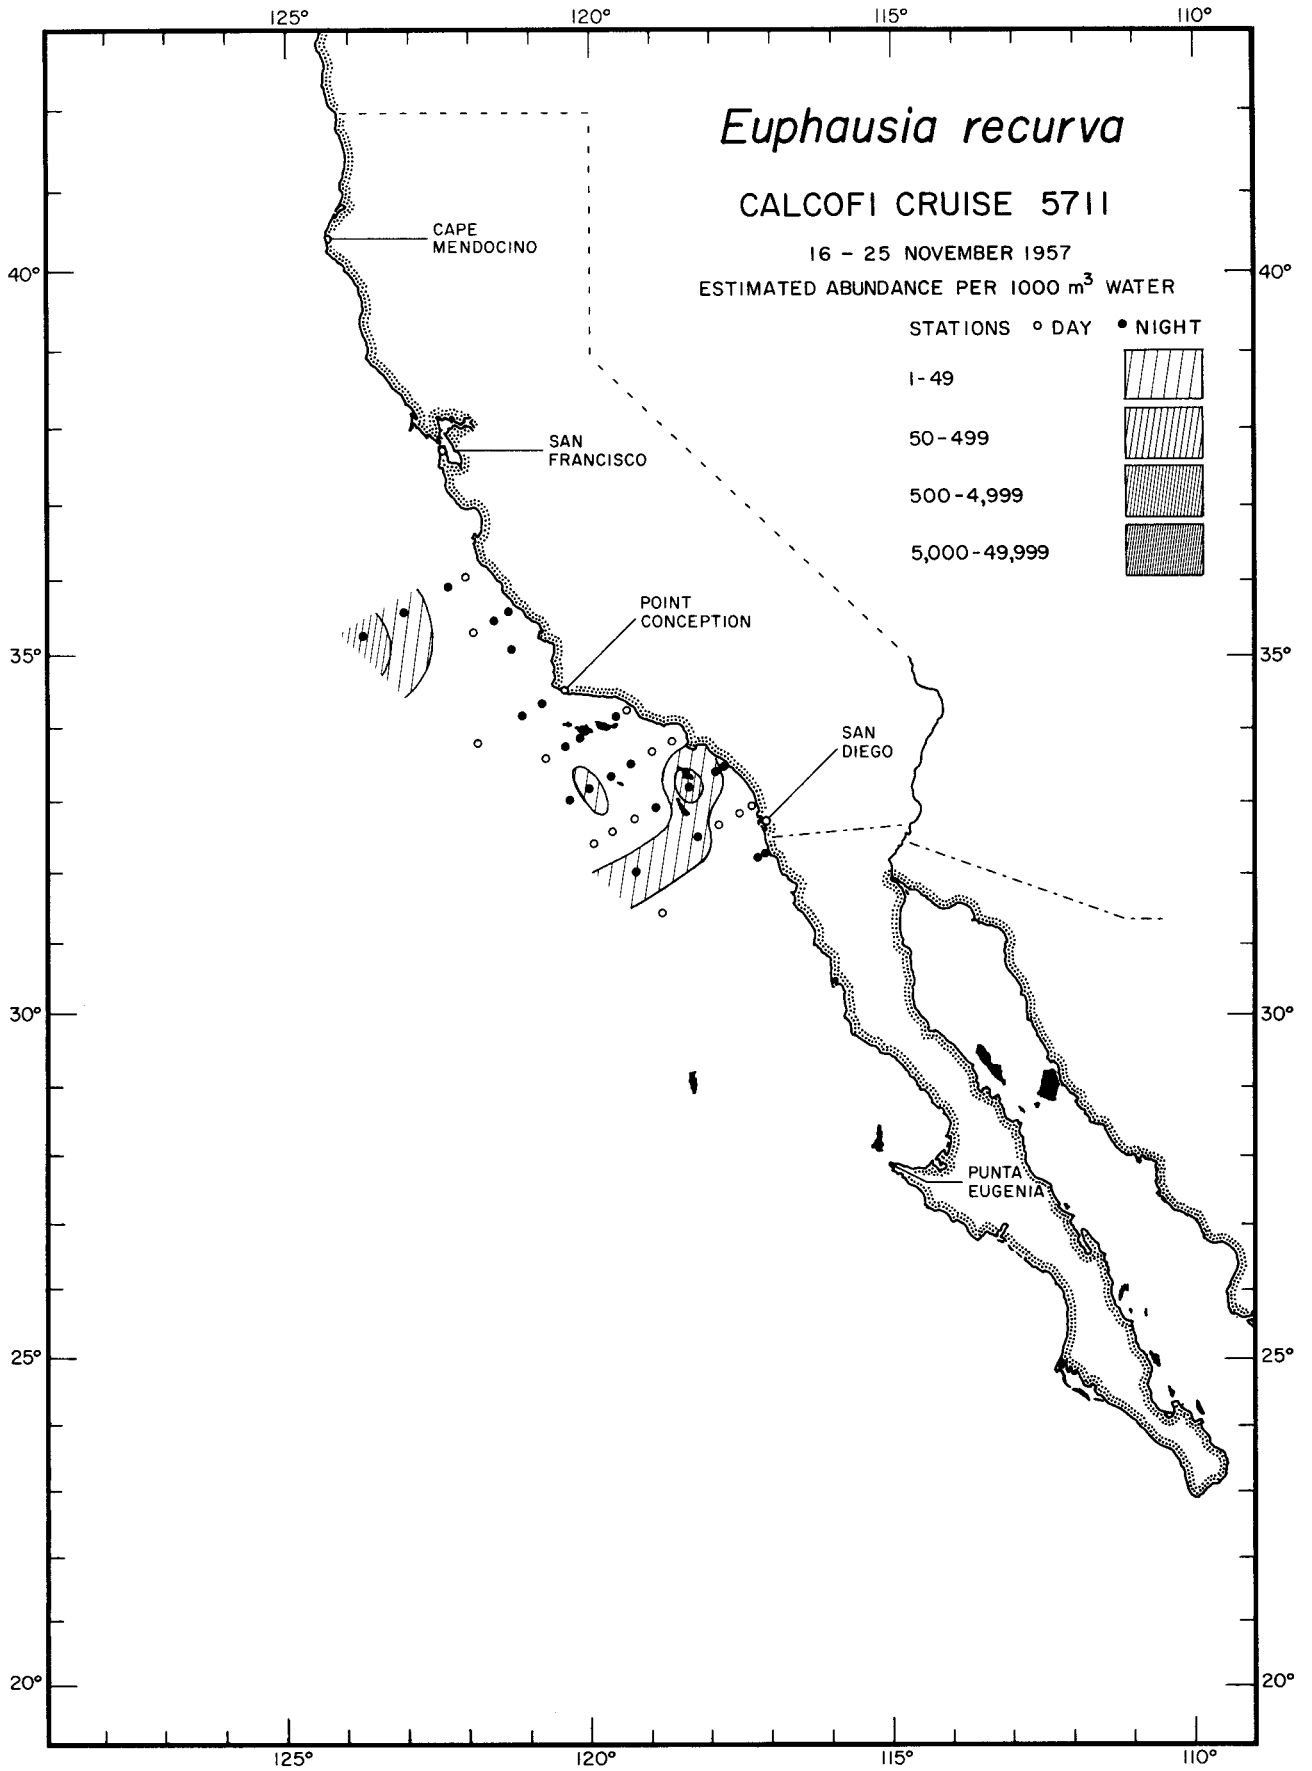 125° 120° 115° 110°
Euphausia recurva
CALCOFI CRUISE 5711
16 - 25 NOVEMBER 1957
ESTIMATED ABUNDANCE PER 1000 m³ WATER
STATIONS ○ DAY ● NIGHT
1-49
50-499
500-4,999
5,000-49,999
CAPE
MENDOCINO
40° 40°
SAN
FRANCISCO
POINT
CONCEPTION
35° 35°
SAN
DIEGO
30° 30°
PUNTA
EUGENIA
25° 25°
20° 20°
125° 120° 115° 110°